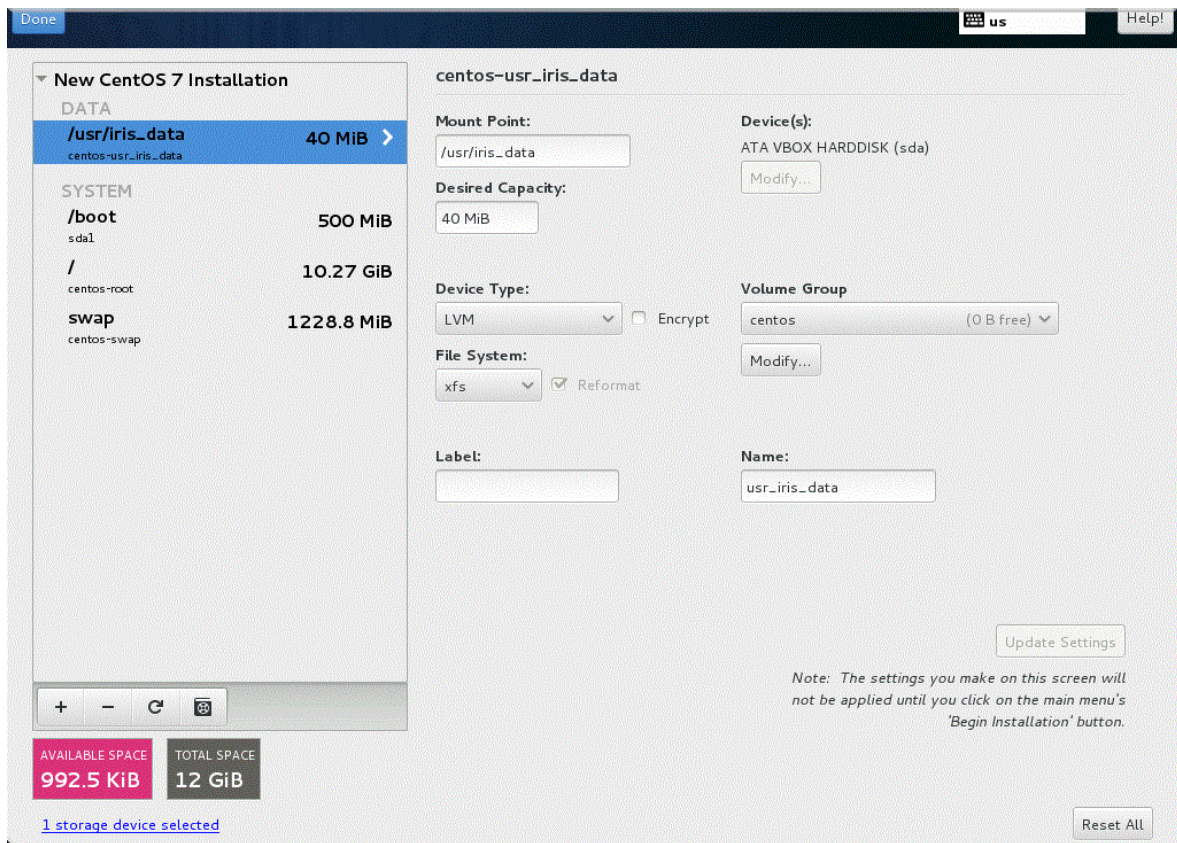 Done
us
Help!
New CentOS 7 Installation
DATA
/usr/iris_data 40 MiB
centos-usr_iris_data
SYSTEM
/boot 500 MiB
sda1
/ 10.27 GiB
centos-root
swap 1228.8 MiB
centos-swap
+ −
AVAILABLE SPACE
992.5 KiB
TOTAL SPACE
12 GiB
1 storage device selected
centos-usr_iris_data
Mount Point:
/usr/iris_data
Desired Capacity:
40 MiB
Device(s):
ATA VBOX HARDDISK (sda)
Modify...
Device Type:
LVM
Encrypt
File System:
xfs
Reformat
Volume Group
centos (0 B free)
Modify...
Label:
Name:
usr_iris_data
Update Settings
Note: The settings you make on this screen will
not be applied until you click on the main menu's
'Begin Installation' button.
Reset All